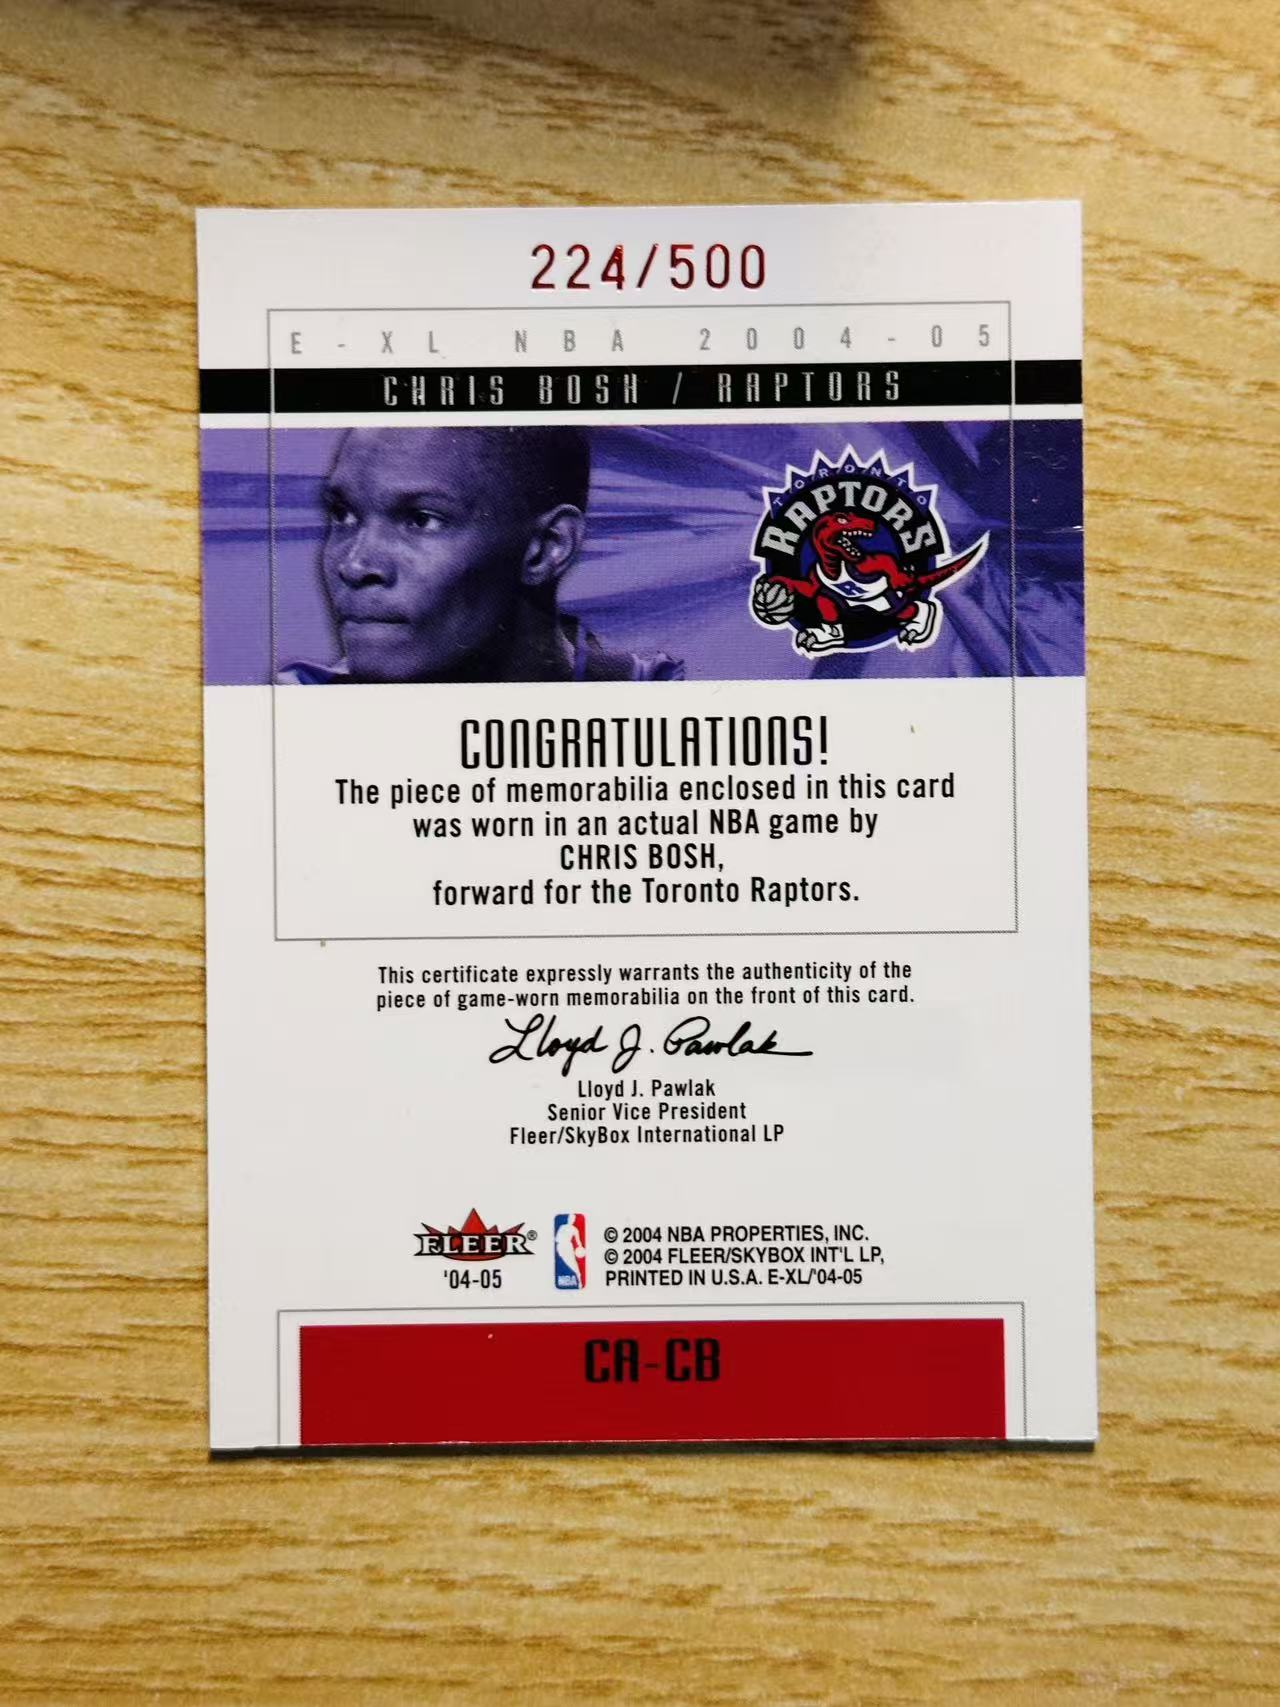 224/500
E-XL NBA 2004-05
CHRIS BOSH / RAPTORS
TORONTO
RAPTORS
CONGRATULATIONS!
The piece of memorabilia enclosed in this card
was worn in an actual NBA game by
CHRIS BOSH,
forward for the Toronto Raptors.
This certificate expressly warrants the authenticity of the
piece of game-worn memorabilia on the front of this card.
Lloyd J. Pawlak
Lloyd J. Pawlak
Senior Vice President
Fleer/SkyBox International LP
FLEER®
'04-05
NBA
© 2004 NBA PROPERTIES, INC.
© 2004 FLEER/SKYBOX INT'L LP,
PRINTED IN U.S.A. E-XL/'04-05
CA-CB